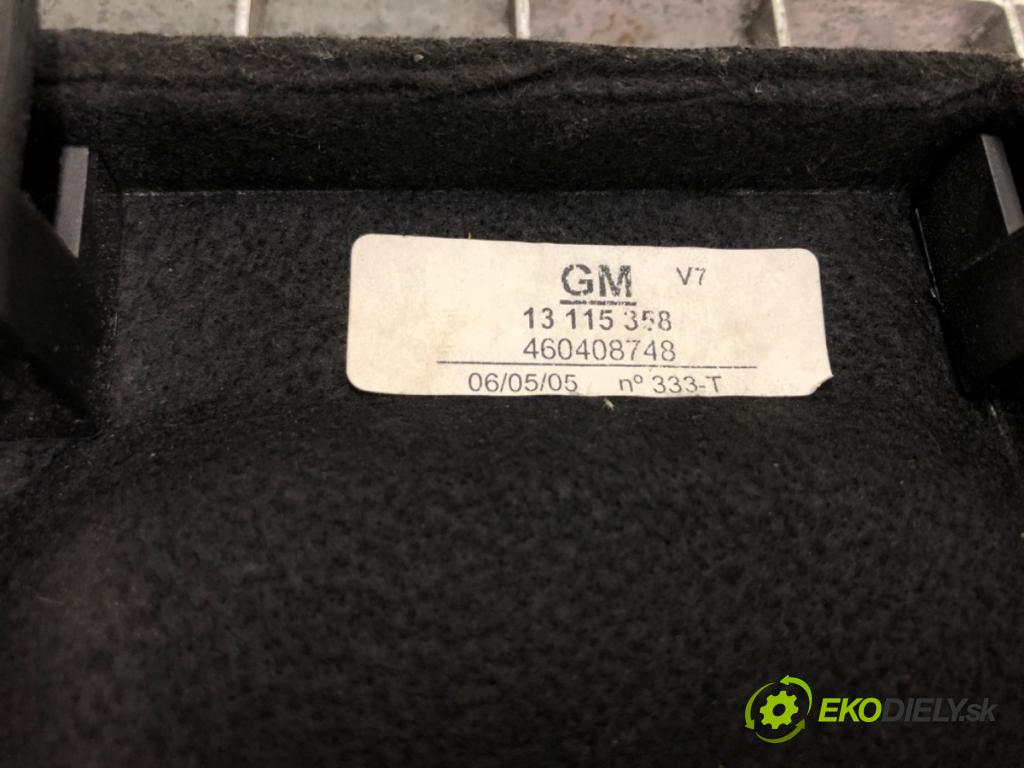 GM V7
13 115 358
460408748
06/05/05 nº 333-T
EKODIELY.sk